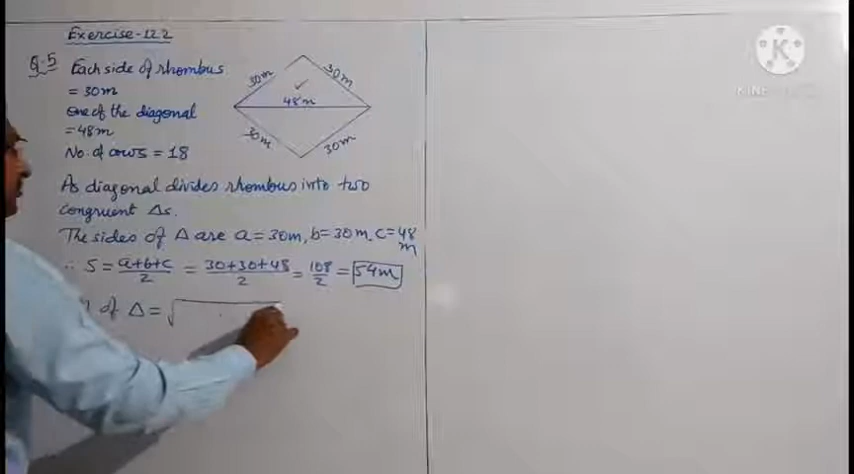 Exercise-12.2
Q.5 Each side of rhombus
= 30m
one of the diagonal
= 48m
No. of cows = 18
30m
30m
48m
30m
30m
As diagonal divides rhombus into two
congruent Δs.
The sides of Δ are a=30m, b=30m, c=48
m
∴ S = a+b+c/2 = 30+30+48/2 = 108/2 = 54m
of Δ = √
K